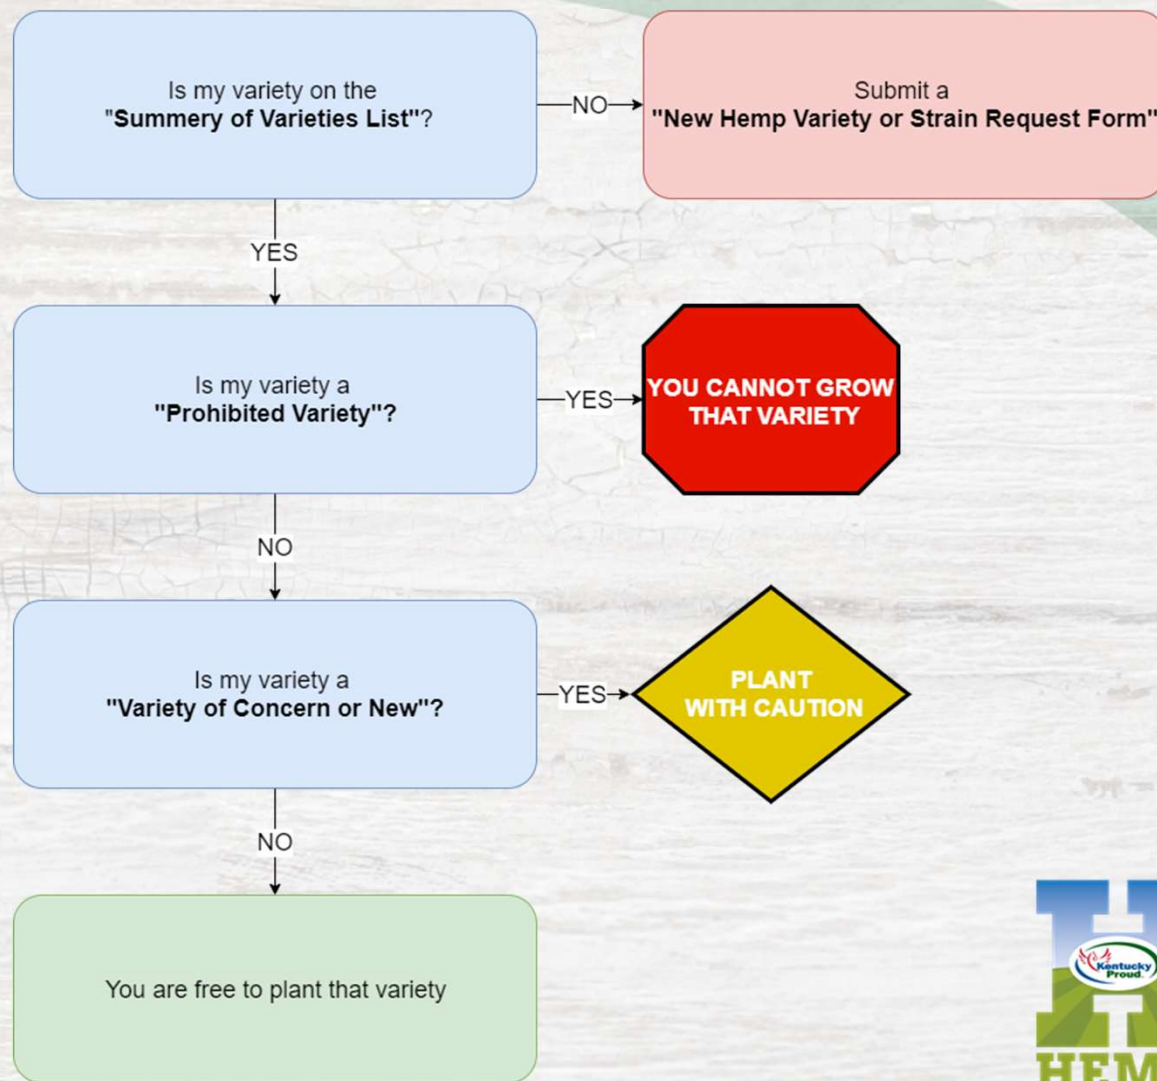 Is my variety on the
"Summery of Varieties List"?
NO
Submit a
"New Hemp Variety or Strain Request Form"
YES
Is my variety a
"Prohibited Variety"?
YES
YOU CANNOT GROW
THAT VARIETY
NO
Is my variety a
"Variety of Concern or New"?
YES
PLANT
WITH CAUTION
NO
You are free to plant that variety
H
Kentucky
Proud.
HEM